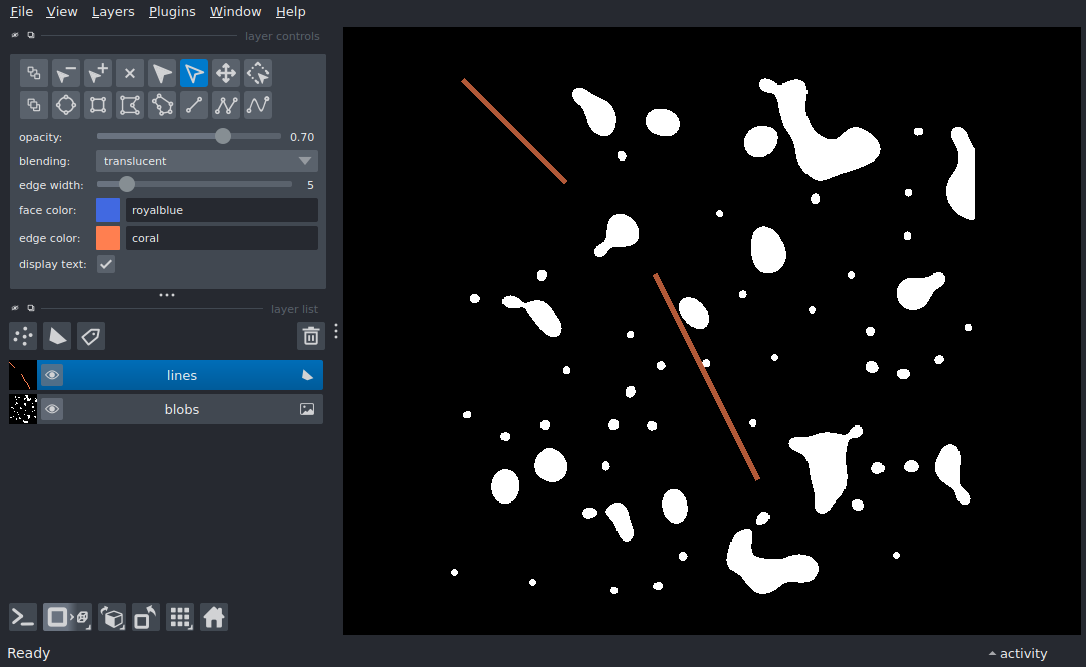 File View Layers Plugins Window Help
layer controls
opacity: 0.70
blending: translucent
edge width: 5
face color: royalblue
edge color: coral
display text:
layer list
lines
blobs
Ready
activity